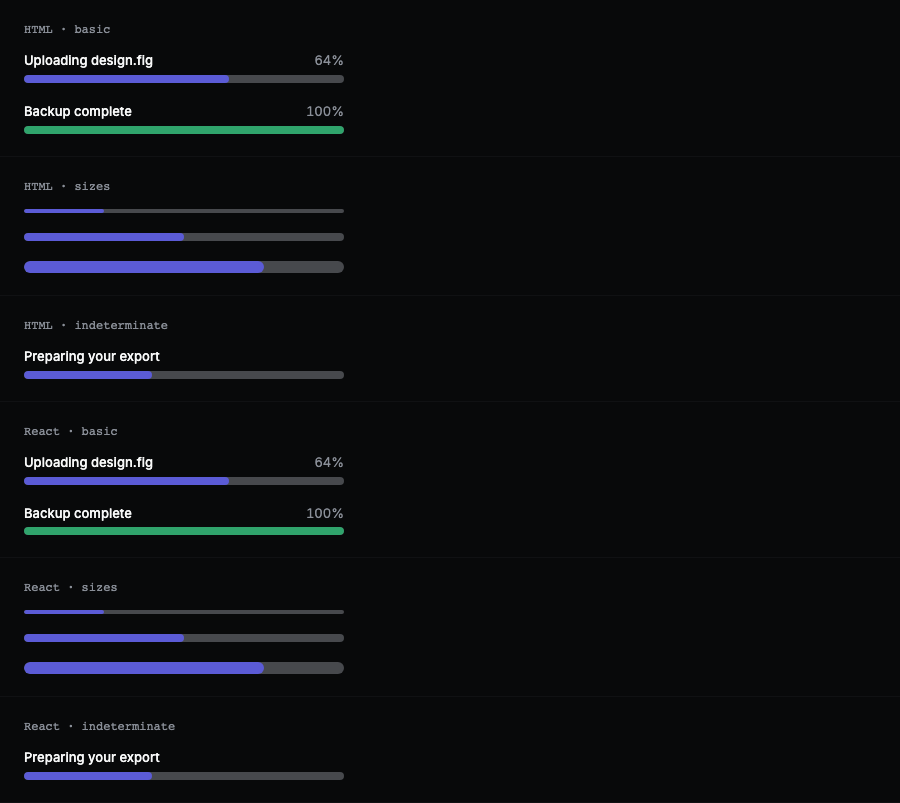 HTML · basic
Uploading design.fig 64%
Backup complete 100%
HTML · sizes
HTML · indeterminate
Preparing your export
React · basic
Uploading design.fig 64%
Backup complete 100%
React · sizes
React · indeterminate
Preparing your export